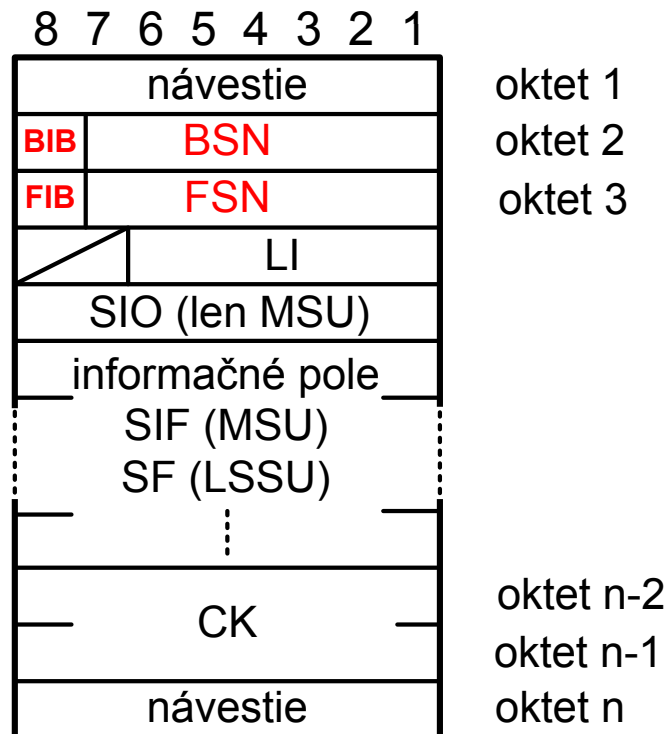 8 7 6 5 4 3 2 1
návestie oktet 1
BIB BSN oktet 2
FIB FSN oktet 3
LI
SIO (len MSU)
informačné pole
SIF (MSU)
SF (LSSU)
oktet n-2
CK
oktet n-1
návestie oktet n